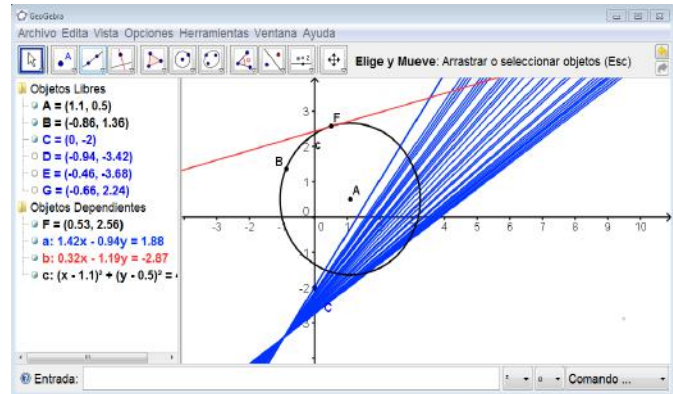 GeoGebra
Archivo Edita Vista Opciones Herramientas Ventana Ayuda
Elige y Mueve: Arrastrar o seleccionar objetos (Esc)
Objetos Libres
A = (1.1, 0.5)
B = (-0.86, 1.36)
C = (0, -2)
D = (-0.94, -3.42)
E = (-0.46, -3.68)
G = (-0.66, 2.24)
Objetos Dependientes
F = (0.53, 2.56)
a: 1.42x - 0.94y = 1.88
b: 0.32x - 1.19y = -2.87
c: (x - 1.1)² + (y - 0.5)² =
F
3
c
2
B
1
A
-3 -2 -1 0 1 2 3 4 5 6 7 8 9 10
-1
-2
C
-3
Entrada:
Comando ...